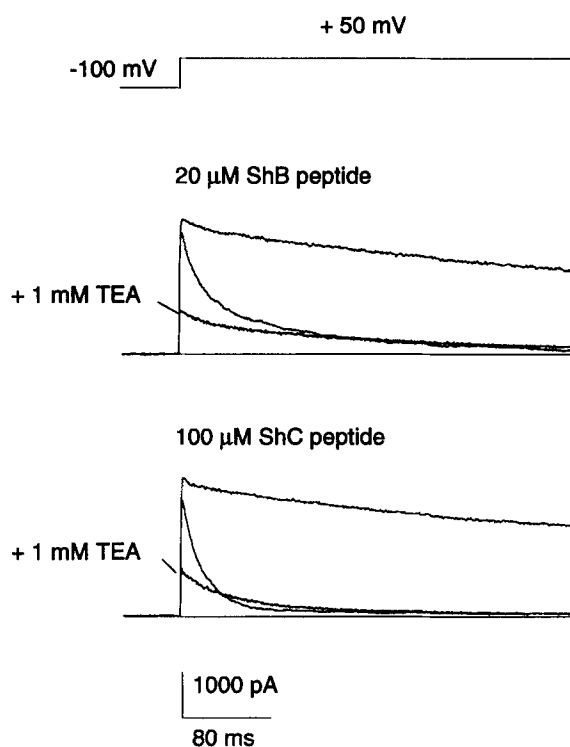 + 50 mV
-100 mV
20 μM ShB peptide
+ 1 mM TEA
100 μM ShC peptide
+ 1 mM TEA
1000 pA
80 ms